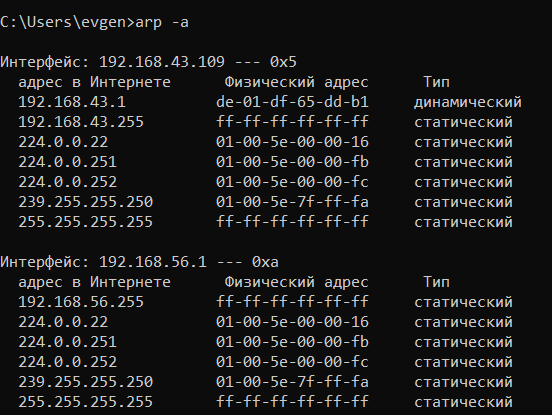 C:\Users\evgen>arp -a
Интерфейс: 192.168.43.109 --- 0x5
адрес в Интернете Физический адрес Тип
192.168.43.1 de-01-df-65-dd-b1 динамический
192.168.43.255 ff-ff-ff-ff-ff-ff статический
224.0.0.22 01-00-5e-00-00-16 статический
224.0.0.251 01-00-5e-00-00-fb статический
224.0.0.252 01-00-5e-00-00-fc статический
239.255.255.250 01-00-5e-7f-ff-fa статический
255.255.255.255 ff-ff-ff-ff-ff-ff статический
Интерфейс: 192.168.56.1 --- 0xa
адрес в Интернете Физический адрес Тип
192.168.56.255 ff-ff-ff-ff-ff-ff статический
224.0.0.22 01-00-5e-00-00-16 статический
224.0.0.251 01-00-5e-00-00-fb статический
224.0.0.252 01-00-5e-00-00-fc статический
239.255.255.250 01-00-5e-7f-ff-fa статический
255.255.255.255 ff-ff-ff-ff-ff-ff статический